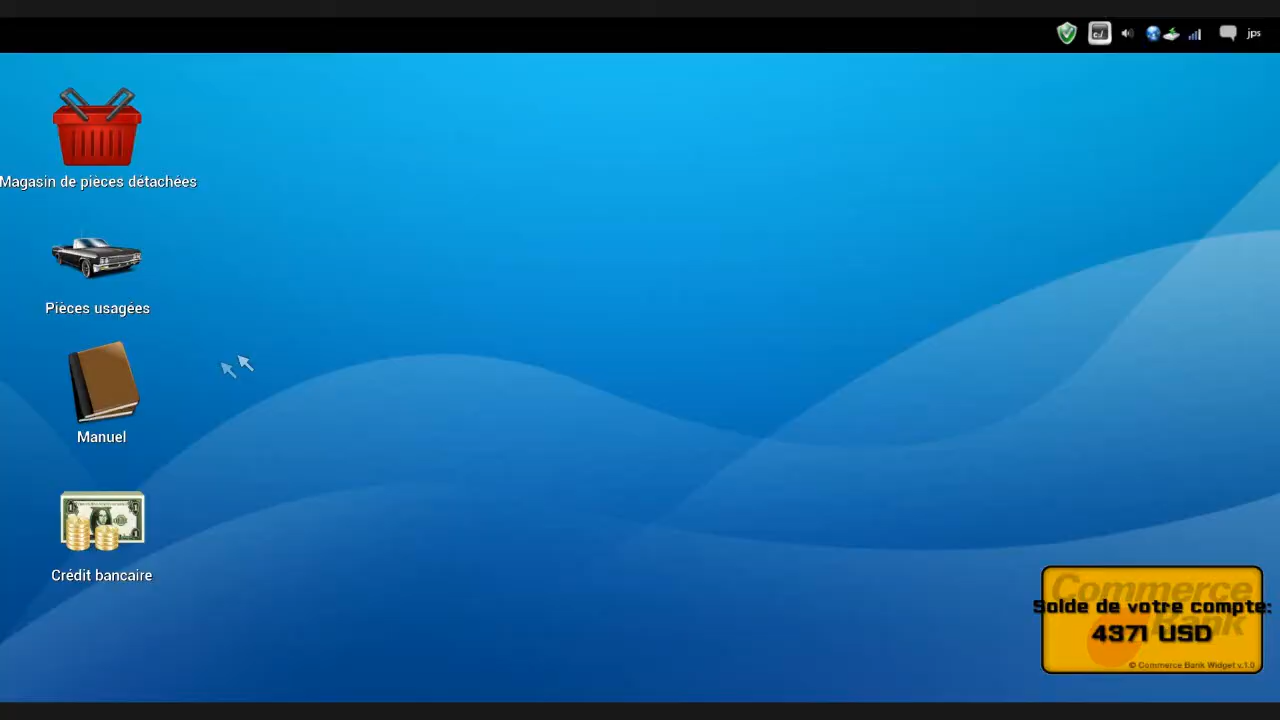 c:/
jps
Magasin de pièces détachées
Pièces usagées
Manuel
Crédit bancaire
Commerce
Bank
Solde de votre compte:
4371 USD
© Commerce Bank Widget v.1.0